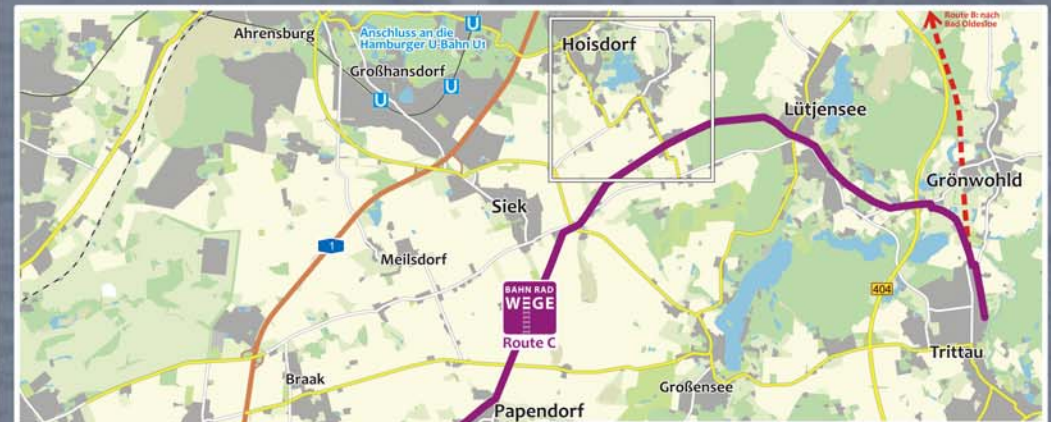 Ahrensburg
Anschluss an die
Hamburger U-Bahn U1
U
Hoisdorf
Route B: nach
Bad Oldesloe
Großhansdorf
U
U
Lütjensee
Grönwohld
Siek
1
Meilsdorf
BAHN RAD
WEGE
Route C
404
Trittau
Braak
Großensee
Papendorf